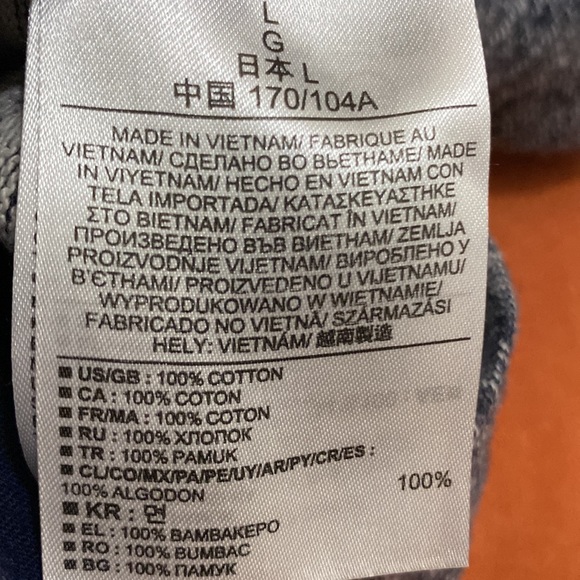 L
G
日本 L
中国 170/104A
MADE IN VIETNAM/ FABRIQUE AU
VIETNAM/ СДЕЛАНО ВО ВЬЕТНАМЕ/ MADE
IN VIYETNAM/ HECHO EN VIETNAM CON
TELA IMPORTADA/ ΚΑΤΑΣΚΕΥΑΣΤΗΚΕ
ΣΤΟ ΒΙΕΤΝΑΜ/ FABRICAT ÎN VIETNAM/
ПРОИЗВЕДЕНО ВЪВ ВИЕТНАМ/ ZEMLJA
PROIZVODNJE VIJETNAM/ ВИРОБЛЕНО У
В'ЄТНАМІ/ PROIZVEDENO U VIJETNAMU/
WYPRODUKOWANO W WIETNAMIE/
FABRICADO NO VIETNÃ/ SZÁRMAZÁSI
HELY: VIETNÁM/ 越南製造
US/GB : 100% COTTON
CA : 100% COTON
FR/MA : 100% COTON
RU : 100% ХЛОПОК
TR : 100% PAMUK
CL/CO/MX/PA/PE/UY/AR/PY/CR/ES :
100% ALGODON
KR : 면 100%
EL : 100% ΒΑΜΒΑΚΕΡΟ
RO : 100% BUMBAC
BG : 100% ПАМУК